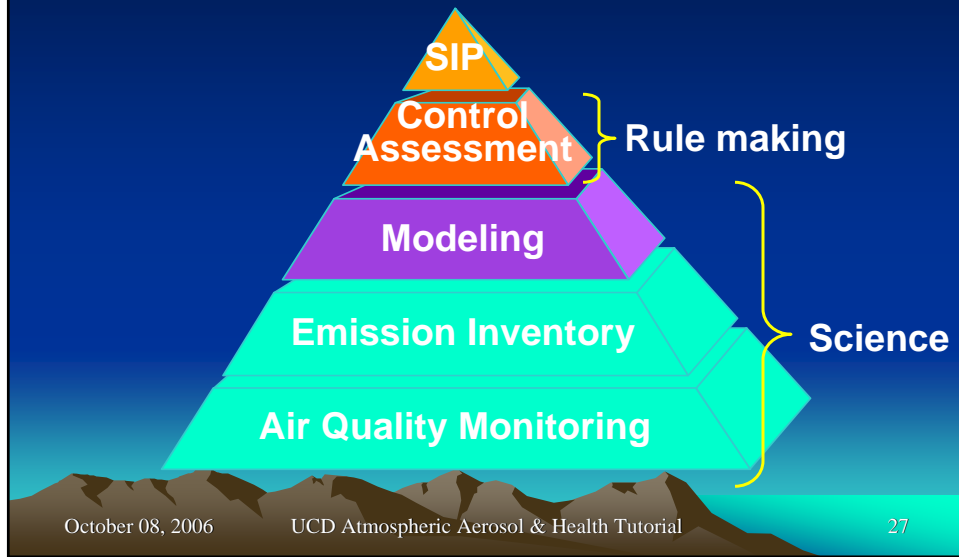 SIP
Control
Assessment
Rule making
Modeling
Emission Inventory
Science
Air Quality Monitoring
October 08, 2006
UCD Atmospheric Aerosol & Health Tutorial
27